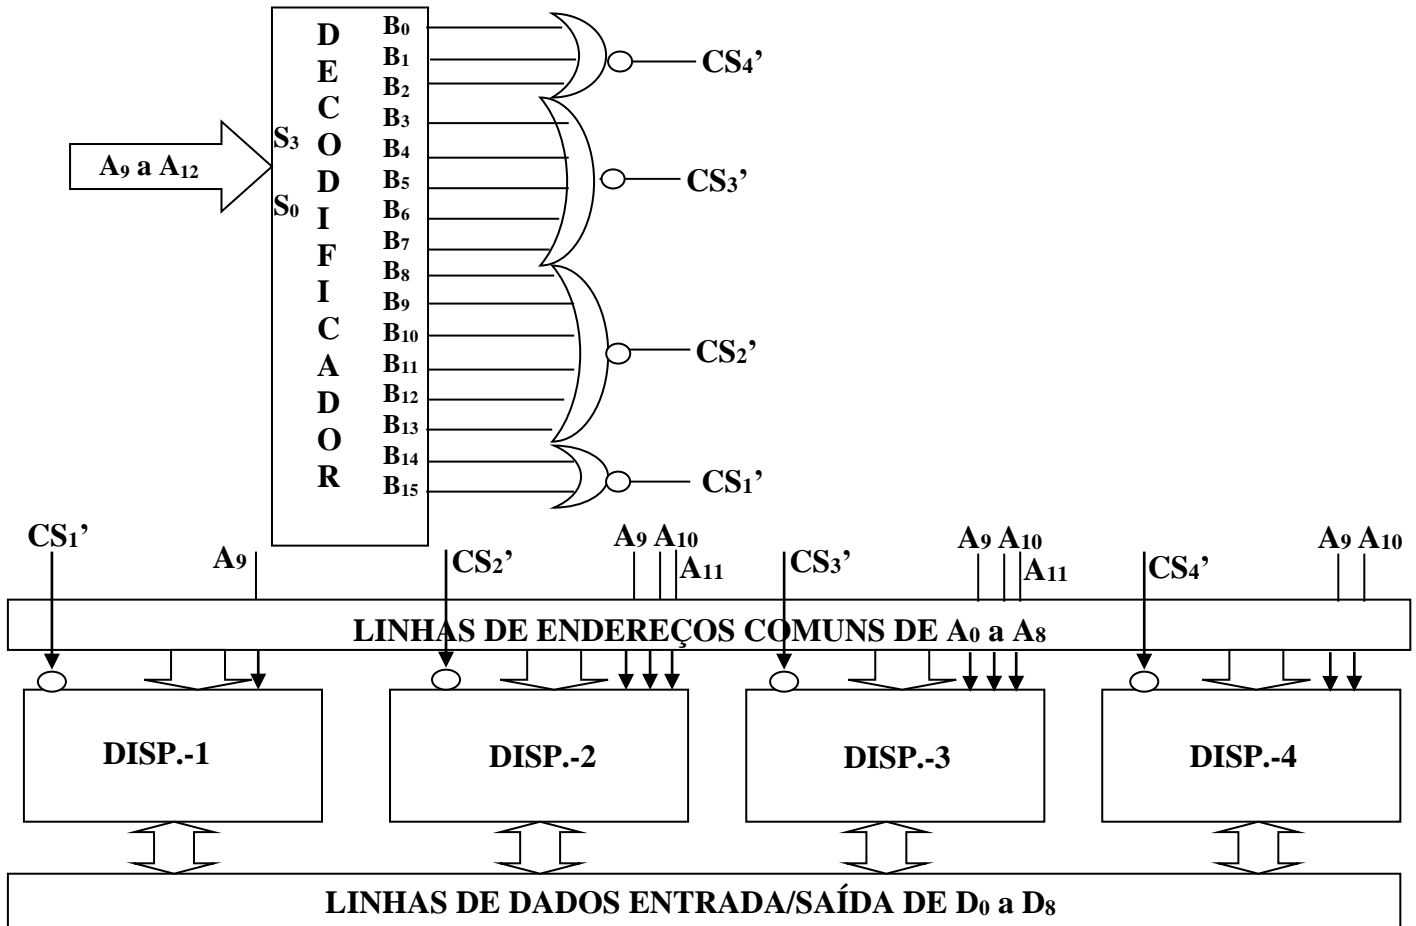 DECODIFICADOR
A₉ a A₁₂
S₃
S₀
B₀
B₁
B₂
B₃
B₄
B₅
B₆
B₇
B₈
B₉
B₁₀
B₁₁
B₁₂
B₁₃
B₁₄
B₁₅
CS₄’
CS₃’
CS₂’
CS₁’
CS₁’
A₉
CS₂’
A₉ A₁₀
A₁₁
CS₃’
A₉ A₁₀
A₁₁
CS₄’
A₉ A₁₀
LINHAS DE ENDEREÇOS COMUNS DE A₀ a A₈
DISP.-1
DISP.-2
DISP.-3
DISP.-4
LINHAS DE DADOS ENTRADA/SAÍDA DE D₀ a D₈